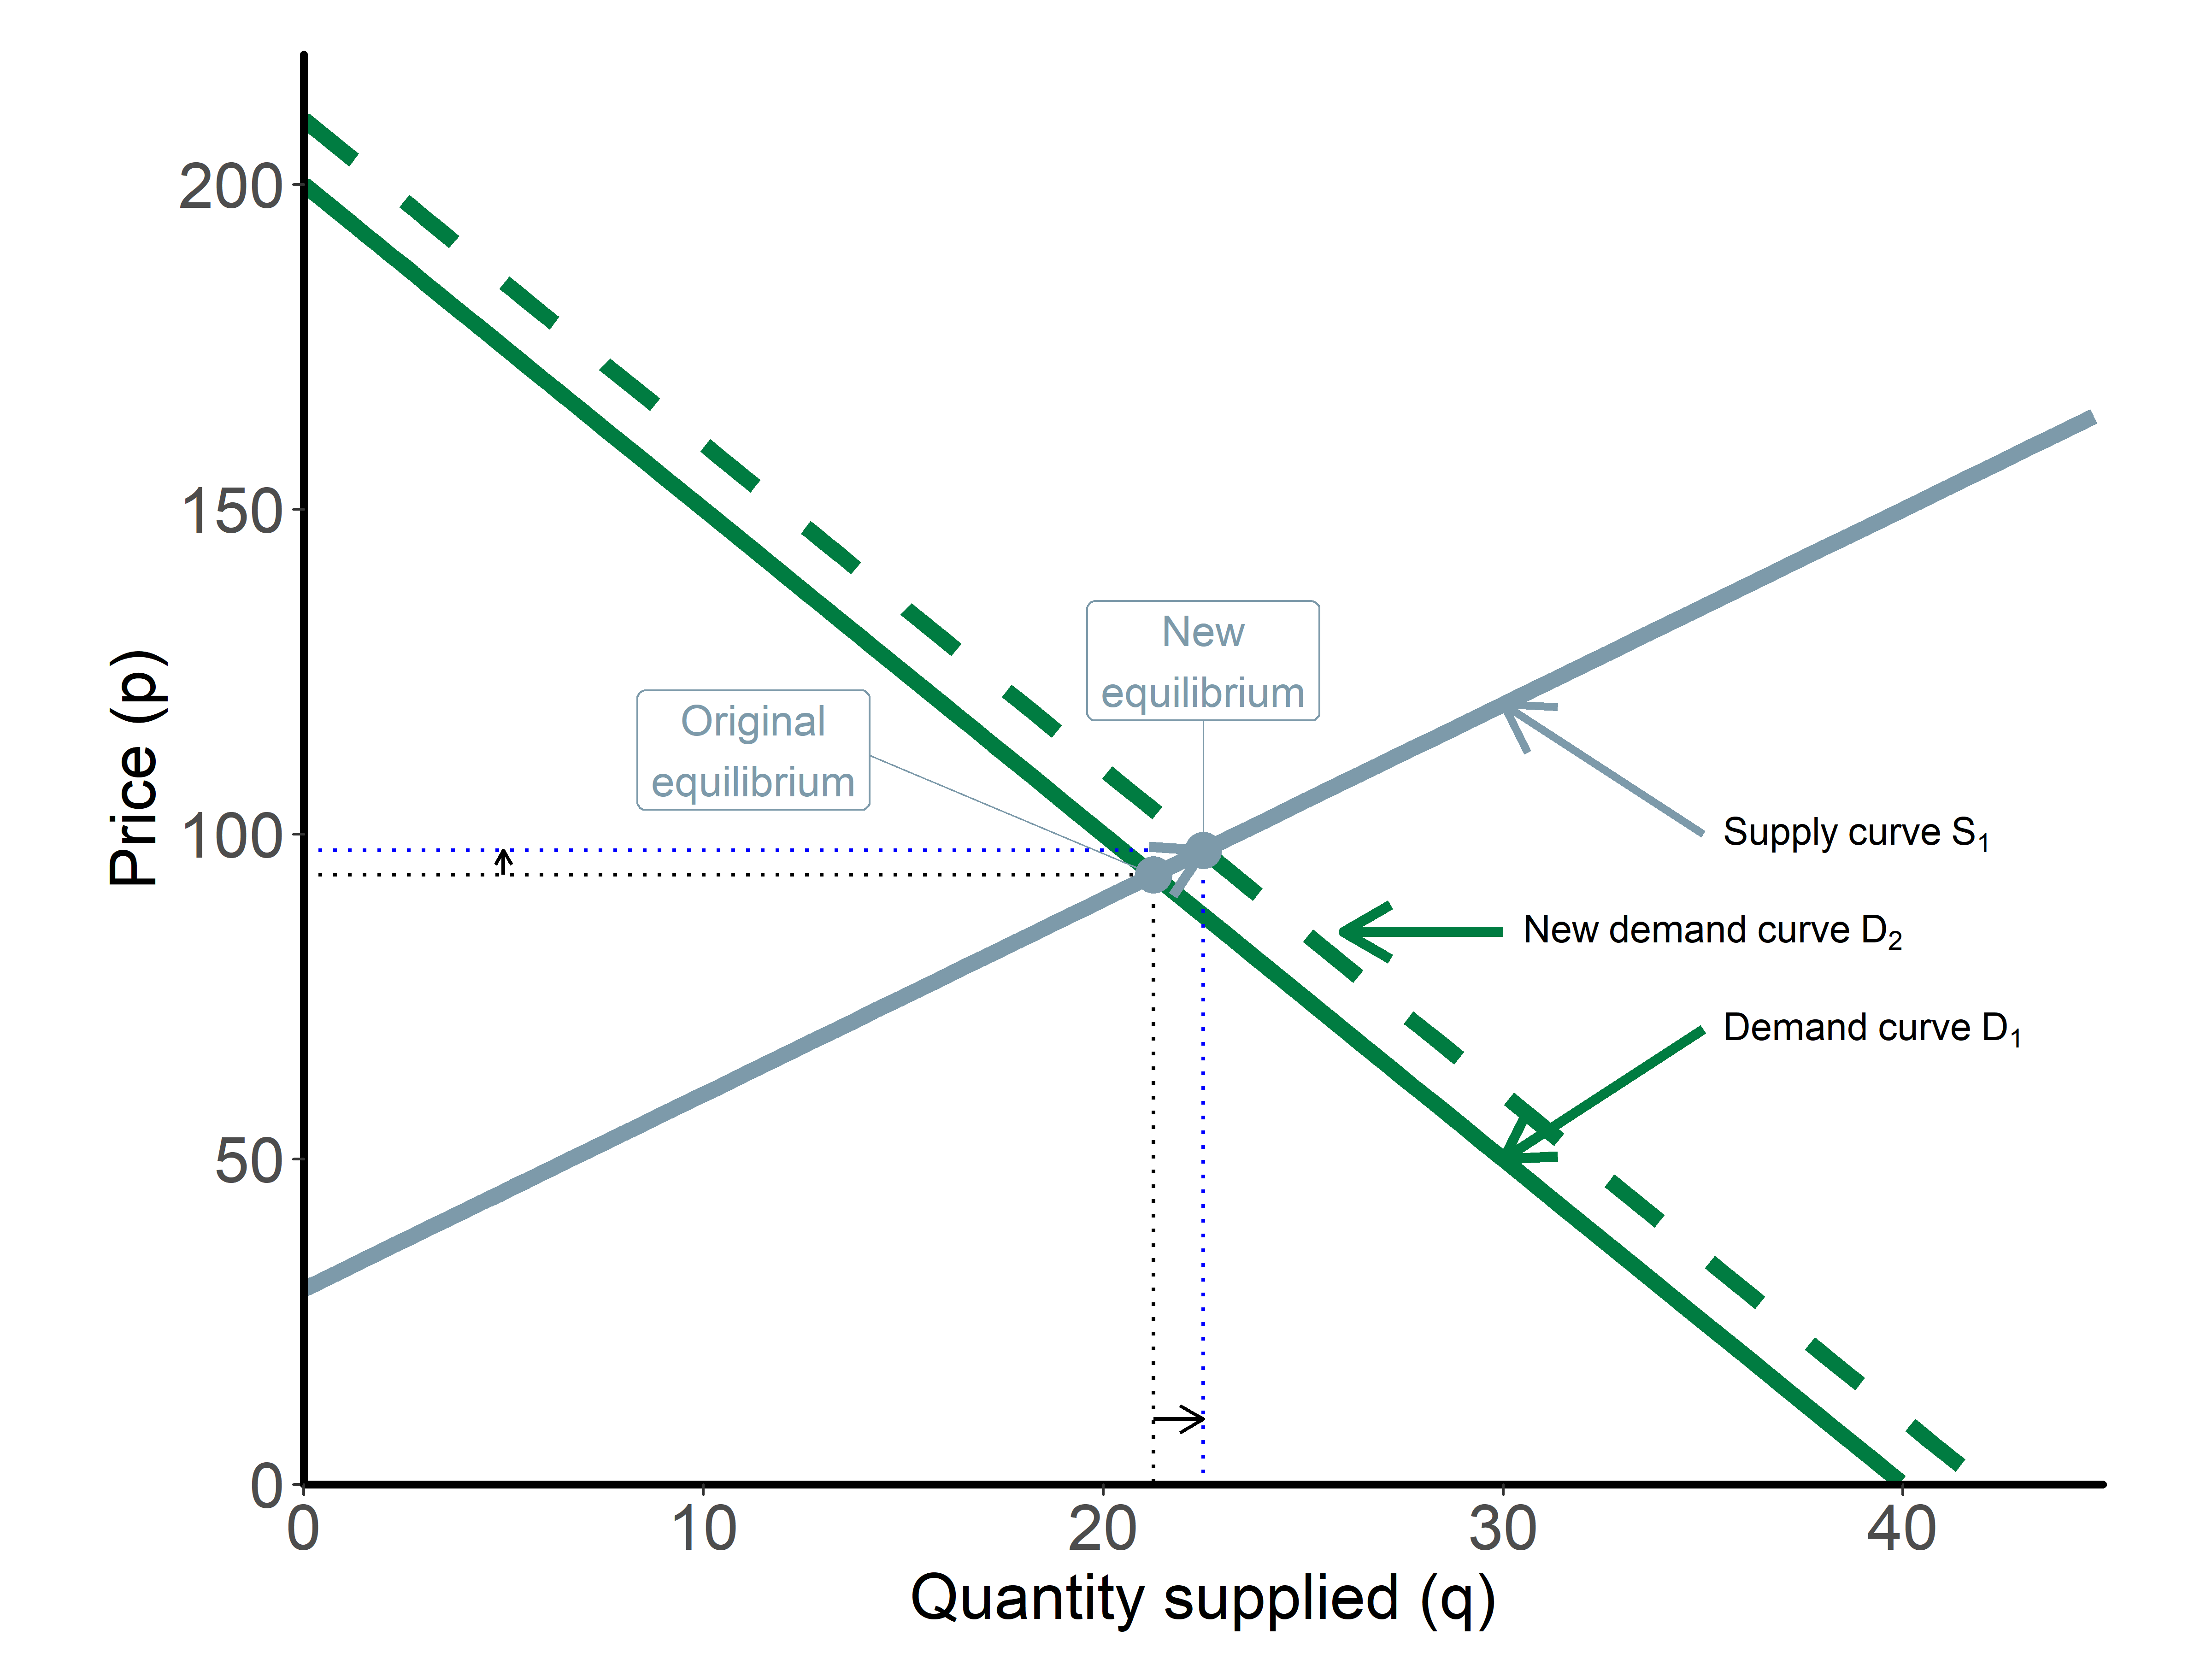 Price (p)
200
150
100
50
0
New
equilibrium
Original
equilibrium
Supply curve S₁
New demand curve D₂
Demand curve D₁
0 10 20 30 40
Quantity supplied (q)